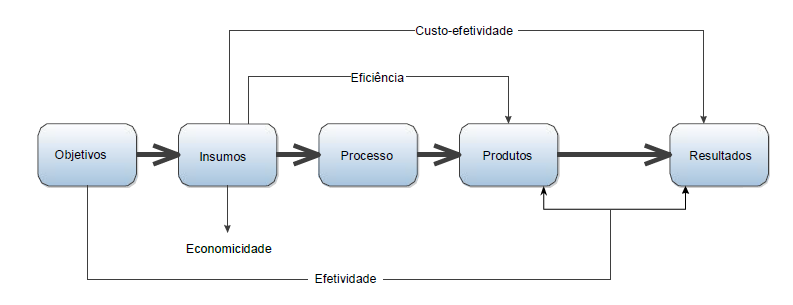 Custo-efetividade
Eficiência
Objetivos
Insumos
Processo
Produtos
Resultados
Economicidade
Efetividade